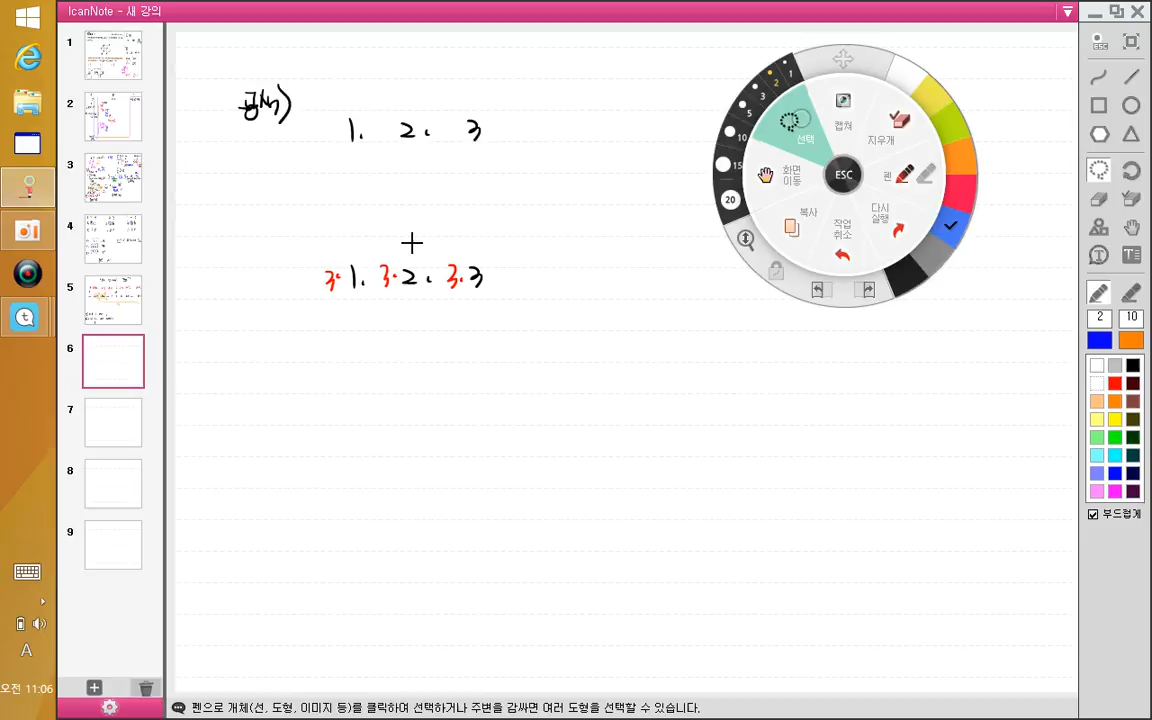 IcanNote - 새 강의
1
2
3
4
5
6
7
8
9
1. 2. 3
3·1. 3·2. 3·3
1
2
3
5
10
15
20
선택
캡쳐
지우개
화면
이동
ESC
펜
복사
작업
취소
다시
실행
ESC
2 10
부드럽게
A
오전 11:06
펜으로 개체(선, 도형, 이미지 등)를 클릭하여 선택하거나 주변을 감싸면 여러 도형을 선택할 수 있습니다.